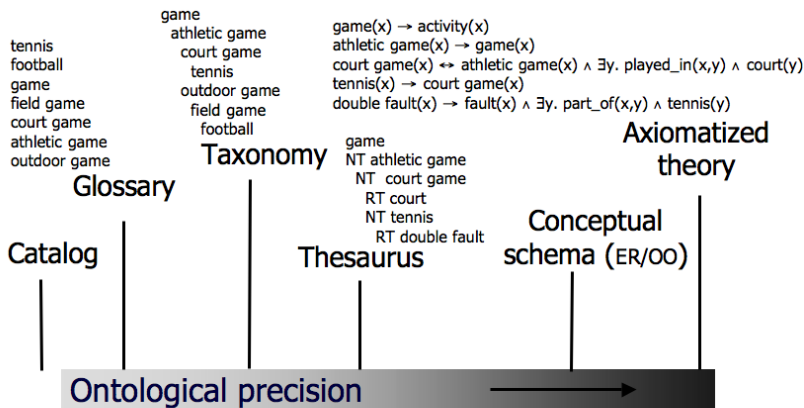 tennis
football
game
field game
court game
athletic game
outdoor game
Glossary
Catalog
game
athletic game
court game
tennis
outdoor game
field game
football
Taxonomy
game(x) → activity(x)
athletic game(x) → game(x)
court game(x) ↔ athletic game(x) ∧ ∃y. played_in(x,y) ∧ court(y)
tennis(x) → court game(x)
double fault(x) → fault(x) ∧ ∃y. part_of(x,y) ∧ tennis(y)
Axiomatized
theory
game
NT athletic game
NT court game
RT court
NT tennis
RT double fault
Thesaurus
Conceptual
schema (ER/OO)
Ontological precision